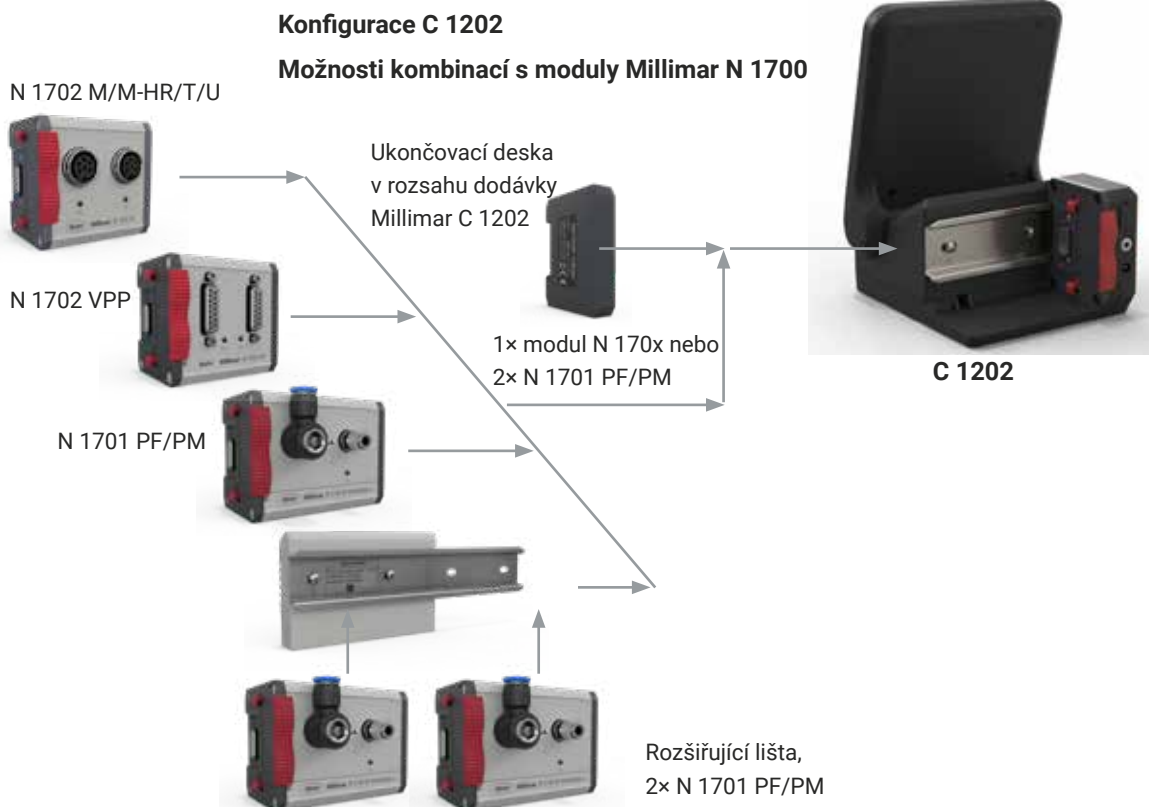 Konfigurace C 1202
Možnosti kombinací s moduly Millimar N 1700
N 1702 M/M-HR/T/U
Ukončovací deska
v rozsahu dodávky
Millimar C 1202
N 1702 VPP
1× modul N 170x nebo
2× N 1701 PF/PM
C 1202
N 1701 PF/PM
Rozšiřující lišta,
2× N 1701 PF/PM